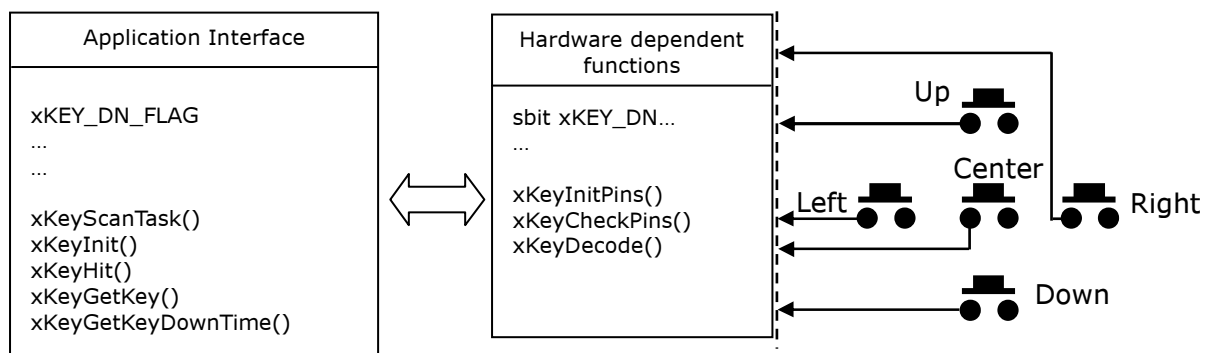 Application Interface
xKEY_DN_FLAG
...
...
xKeyScanTask()
xKeyInit()
xKeyHit()
xKeyGetKey()
xKeyGetKeyDownTime()
Hardware dependent
functions
sbit xKEY_DN...
...
xKeyInitPins()
xKeyCheckPins()
xKeyDecode()
Up
Center
Left
Right
Down